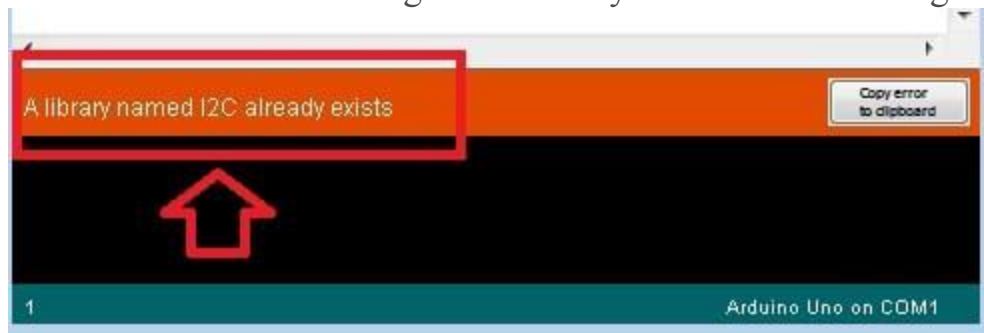 A library named I2C already exists
Copy error
to clipboard
1
Arduino Uno on COM1